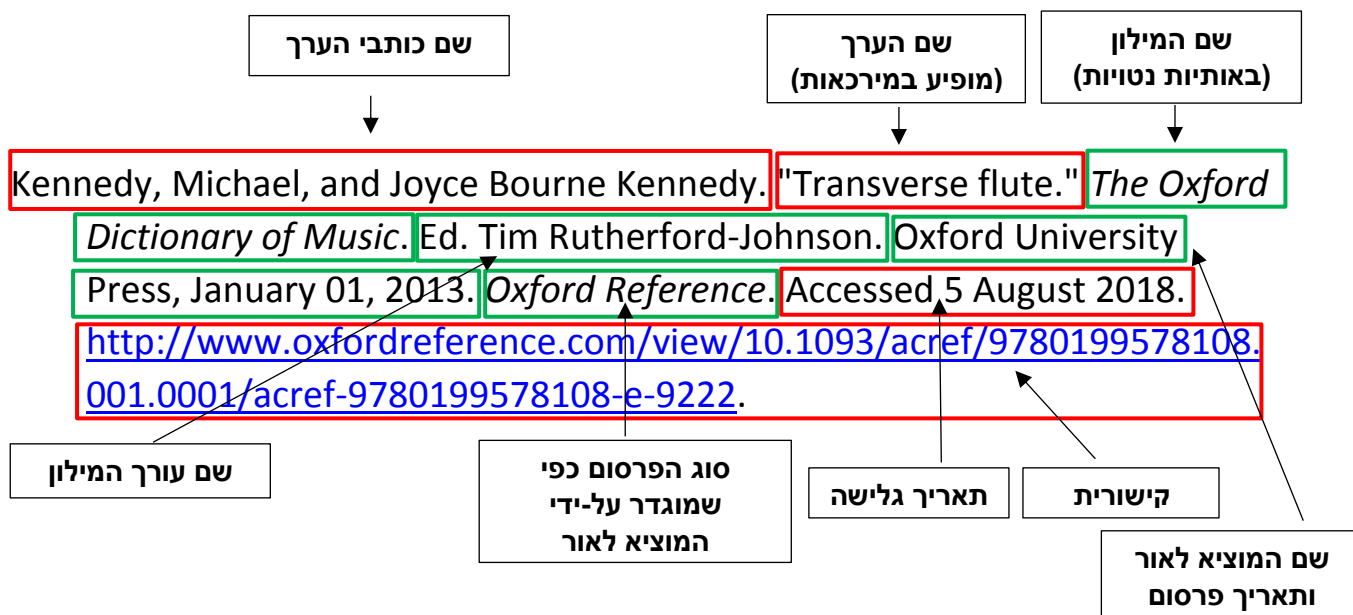 שם כותבי הערך
שם הערך
(מופיע במירכאות)
שם המילון
(באותיות נטויות)
Kennedy, Michael, and Joyce Bourne Kennedy. "Transverse flute." The Oxford
Dictionary of Music. Ed. Tim Rutherford-Johnson. Oxford University
Press, January 01, 2013. Oxford Reference. Accessed 5 August 2018.
http://www.oxfordreference.com/view/10.1093/acref/9780199578108.
001.0001/acref-9780199578108-e-9222.
שם עורך המילון
סוג הפרסום כפי
שמוגדר על-ידי
המוציא לאור
תאריך גלישה
קישורית
שם המוציא לאור
ותאריך פרסום